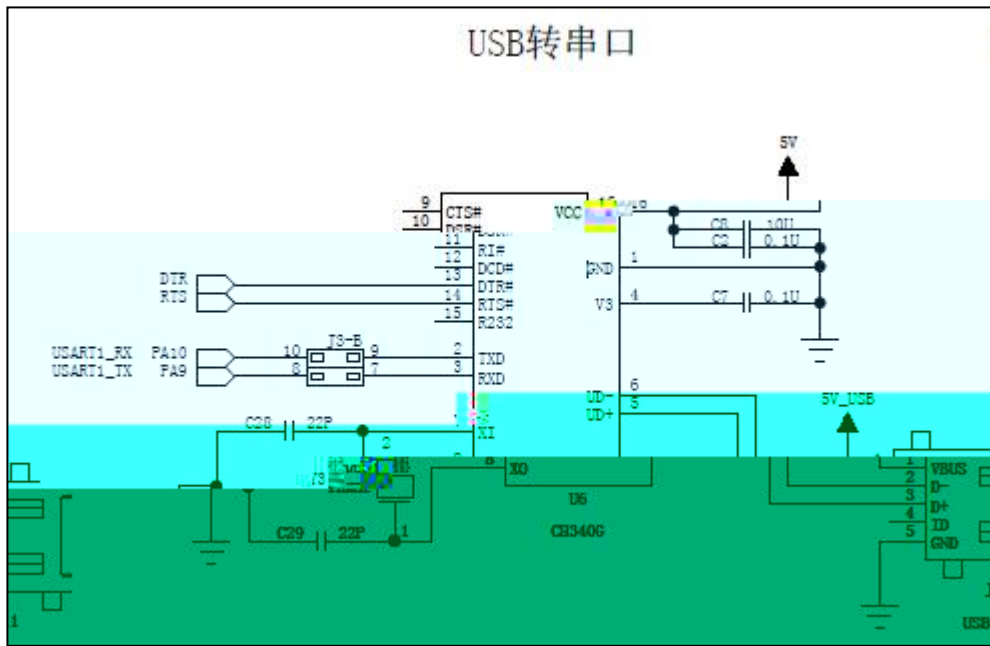 USB转串口
5V
9 CTS# VCC
10 DSR#
C8 10U
11 RI# C2 0.1U
12 DCD# GND 1
DTR 13 DTR#
RTS 14 RTS# V3 4 C7 0.1U
15 R232
J3-B
USART1_RX PA10 10 9 2 TXD
USART1_TX PA9 8 7 3 RXD
UD- 6
UD+ 5 5V_USB
C28 22P XI
2
8 XO 1 VBUS
U6 2 D-
3 D+
C29 22P 1 CH340G 4 ID
5 GND
1